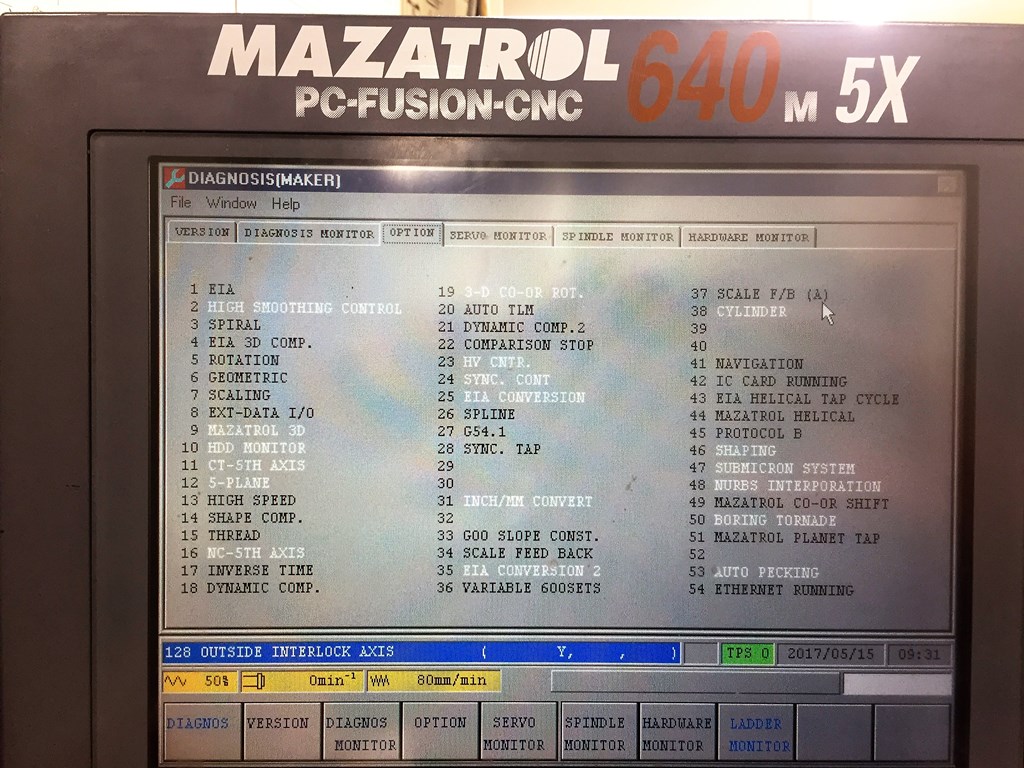 MAZATROL 640 M 5X
PC-FUSION-CNC
DIAGNOSIS(MAKER)
File Window Help
VERSION DIAGNOSIS MONITOR OPTION SERVO MONITOR SPINDLE MONITOR HARDWARE MONITOR
1 EIA
2 HIGH SMOOTHING CONTROL
3 SPIRAL
4 EIA 3D COMP.
5 ROTATION
6 GEOMETRIC
7 SCALING
8 EXT-DATA I/O
9 MAZATROL 3D
10 HDD MONITOR
11 CT-5TH AXIS
12 5-PLANE
13 HIGH SPEED
14 SHAPE COMP.
15 THREAD
16 NC-5TH AXIS
17 INVERSE TIME
18 DYNAMIC COMP.
19 3-D CO-OR ROT.
20 AUTO TLM
21 DYNAMIC COMP.2
22 COMPARISON STOP
23 HV CNTR.
24 SYNC. CONT
25 EIA CONVERSION
26 SPLINE
27 G54.1
28 SYNC. TAP
29
30
31 INCH/MM CONVERT
32
33 GOO SLOPE CONST.
34 SCALE FEED BACK
35 EIA CONVERSION 2
36 VARIABLE 600SETS
37 SCALE F/B (A)
38 CYLINDER
39
40
41 NAVIGATION
42 IC CARD RUNNING
43 EIA HELICAL TAP CYCLE
44 MAZATROL HELICAL
45 PROTOCOL B
46 SHAPING
47 SUBMICRON SYSTEM
48 NURBS INTERPORATION
49 MAZATROL CO-OR SHIFT
50 BORING TORNADE
51 MAZATROL PLANET TAP
52
53 AUTO PECKING
54 ETHERNET RUNNING
128 OUTSIDE INTERLOCK AXIS ( Y, , ) TPS 0 2017/05/15 09:31
50% 0min⁻¹ 80mm/min
DIAGNOS VERSION DIAGNOS MONITOR OPTION SERVO MONITOR SPINDLE MONITOR HARDWARE MONITOR LADDER MONITOR